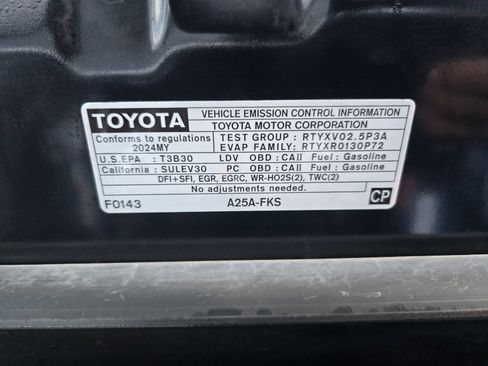 TOYOTA VEHICLE EMISSION CONTROL INFORMATION
TOYOTA MOTOR CORPORATION
Conforms to regulations TEST GROUP : RTYXV02.5P3A
2024MY EVAP FAMILY: RTYXR0130P72
U.S.EPA : T3B30 LDV OBD : CAII Fuel : Gasoline
California : SULEV30 PC OBD : CAII Fuel : Gasoline
DFI+SFI, EGR, EGRC, WR-HO2S(2), TWC(2)
No adjustments needed.
F0143 A25A-FKS CP